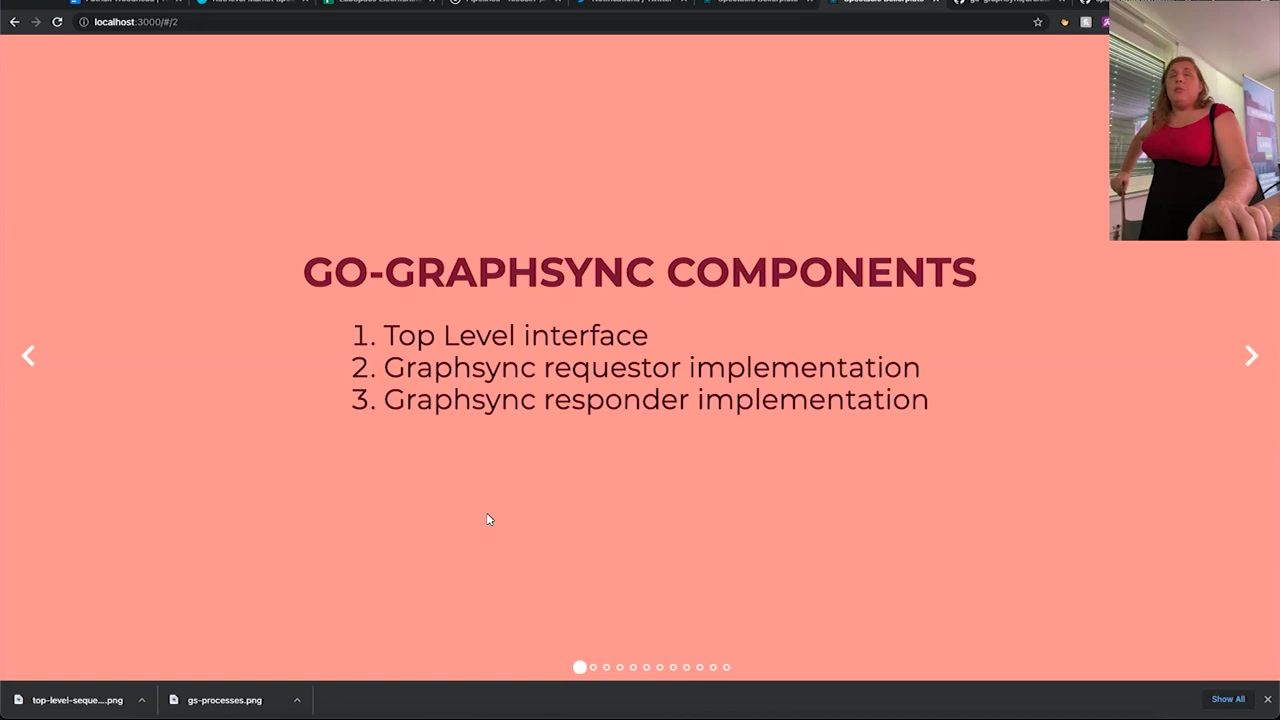 localhost:3000/#/2
GO-GRAPHSYNC COMPONENTS
1. Top Level interface
2. Graphsync requestor implementation
3. Graphsync responder implementation
top-level-seque....png
gs-processes.png
Show All